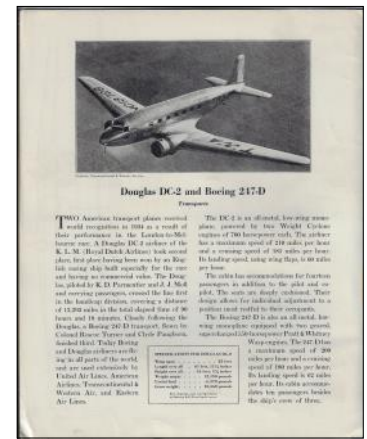 Douglas DC-2 and Boeing 247-D
Transports
TWO American transport planes received
world recognition in 1934 as a result of
their performance in the London-to-Mel-
bourne race. A Douglas DC-2 airliner of the
K. L. M. (Royal Dutch Airlines) took second
place, first place having been won by an Eng-
lish racing ship built especially for the race
and having no commercial value. The Doug-
las, piloted by K. D. Parmentier and J. J. Moll
and carrying passengers, crossed the line first
in the handicap division, covering a distance
of miles in the total elapsed time of 90
hours and 18 minutes. Closely following the
Douglas, a Boeing 247-D transport, flown by
Colonel Roscoe Turner and Clyde Pangborn,
finished third. Today Boeing
and Douglas airliners are fly-
ing in all parts of the world,
and are used extensively by
United Air Lines, American
Airlines, Transcontinental &
Western Air, and Eastern
Air Lines.
The DC-2 is an all-metal, low-wing mono-
plane, powered by two Wright Cyclone
engines of horsepower each. The airliner
has a maximum speed of 210 miles per hour
and a cruising speed of miles per hour.
Its landing speed, using wing flaps, is 60 miles
per hour.
The cabin has accommodations for fourteen
passengers in addition to the pilot and co-
pilot. The seats are deeply cushioned. Their
design allows for individual adjustment to a
position most restful to their occupants.
The Boeing 247-D is also an all-metal, low-
wing monoplane equipped with two geared,
supercharged horsepower Pratt & Whitney
Wasp engines. The 247-D has
a maximum speed of 200
miles per hour and a cruising
speed of miles per hour.
Its landing speed is 62 miles
per hour. Its cabin accommo-
dates ten passengers besides
the ship's crew of three.